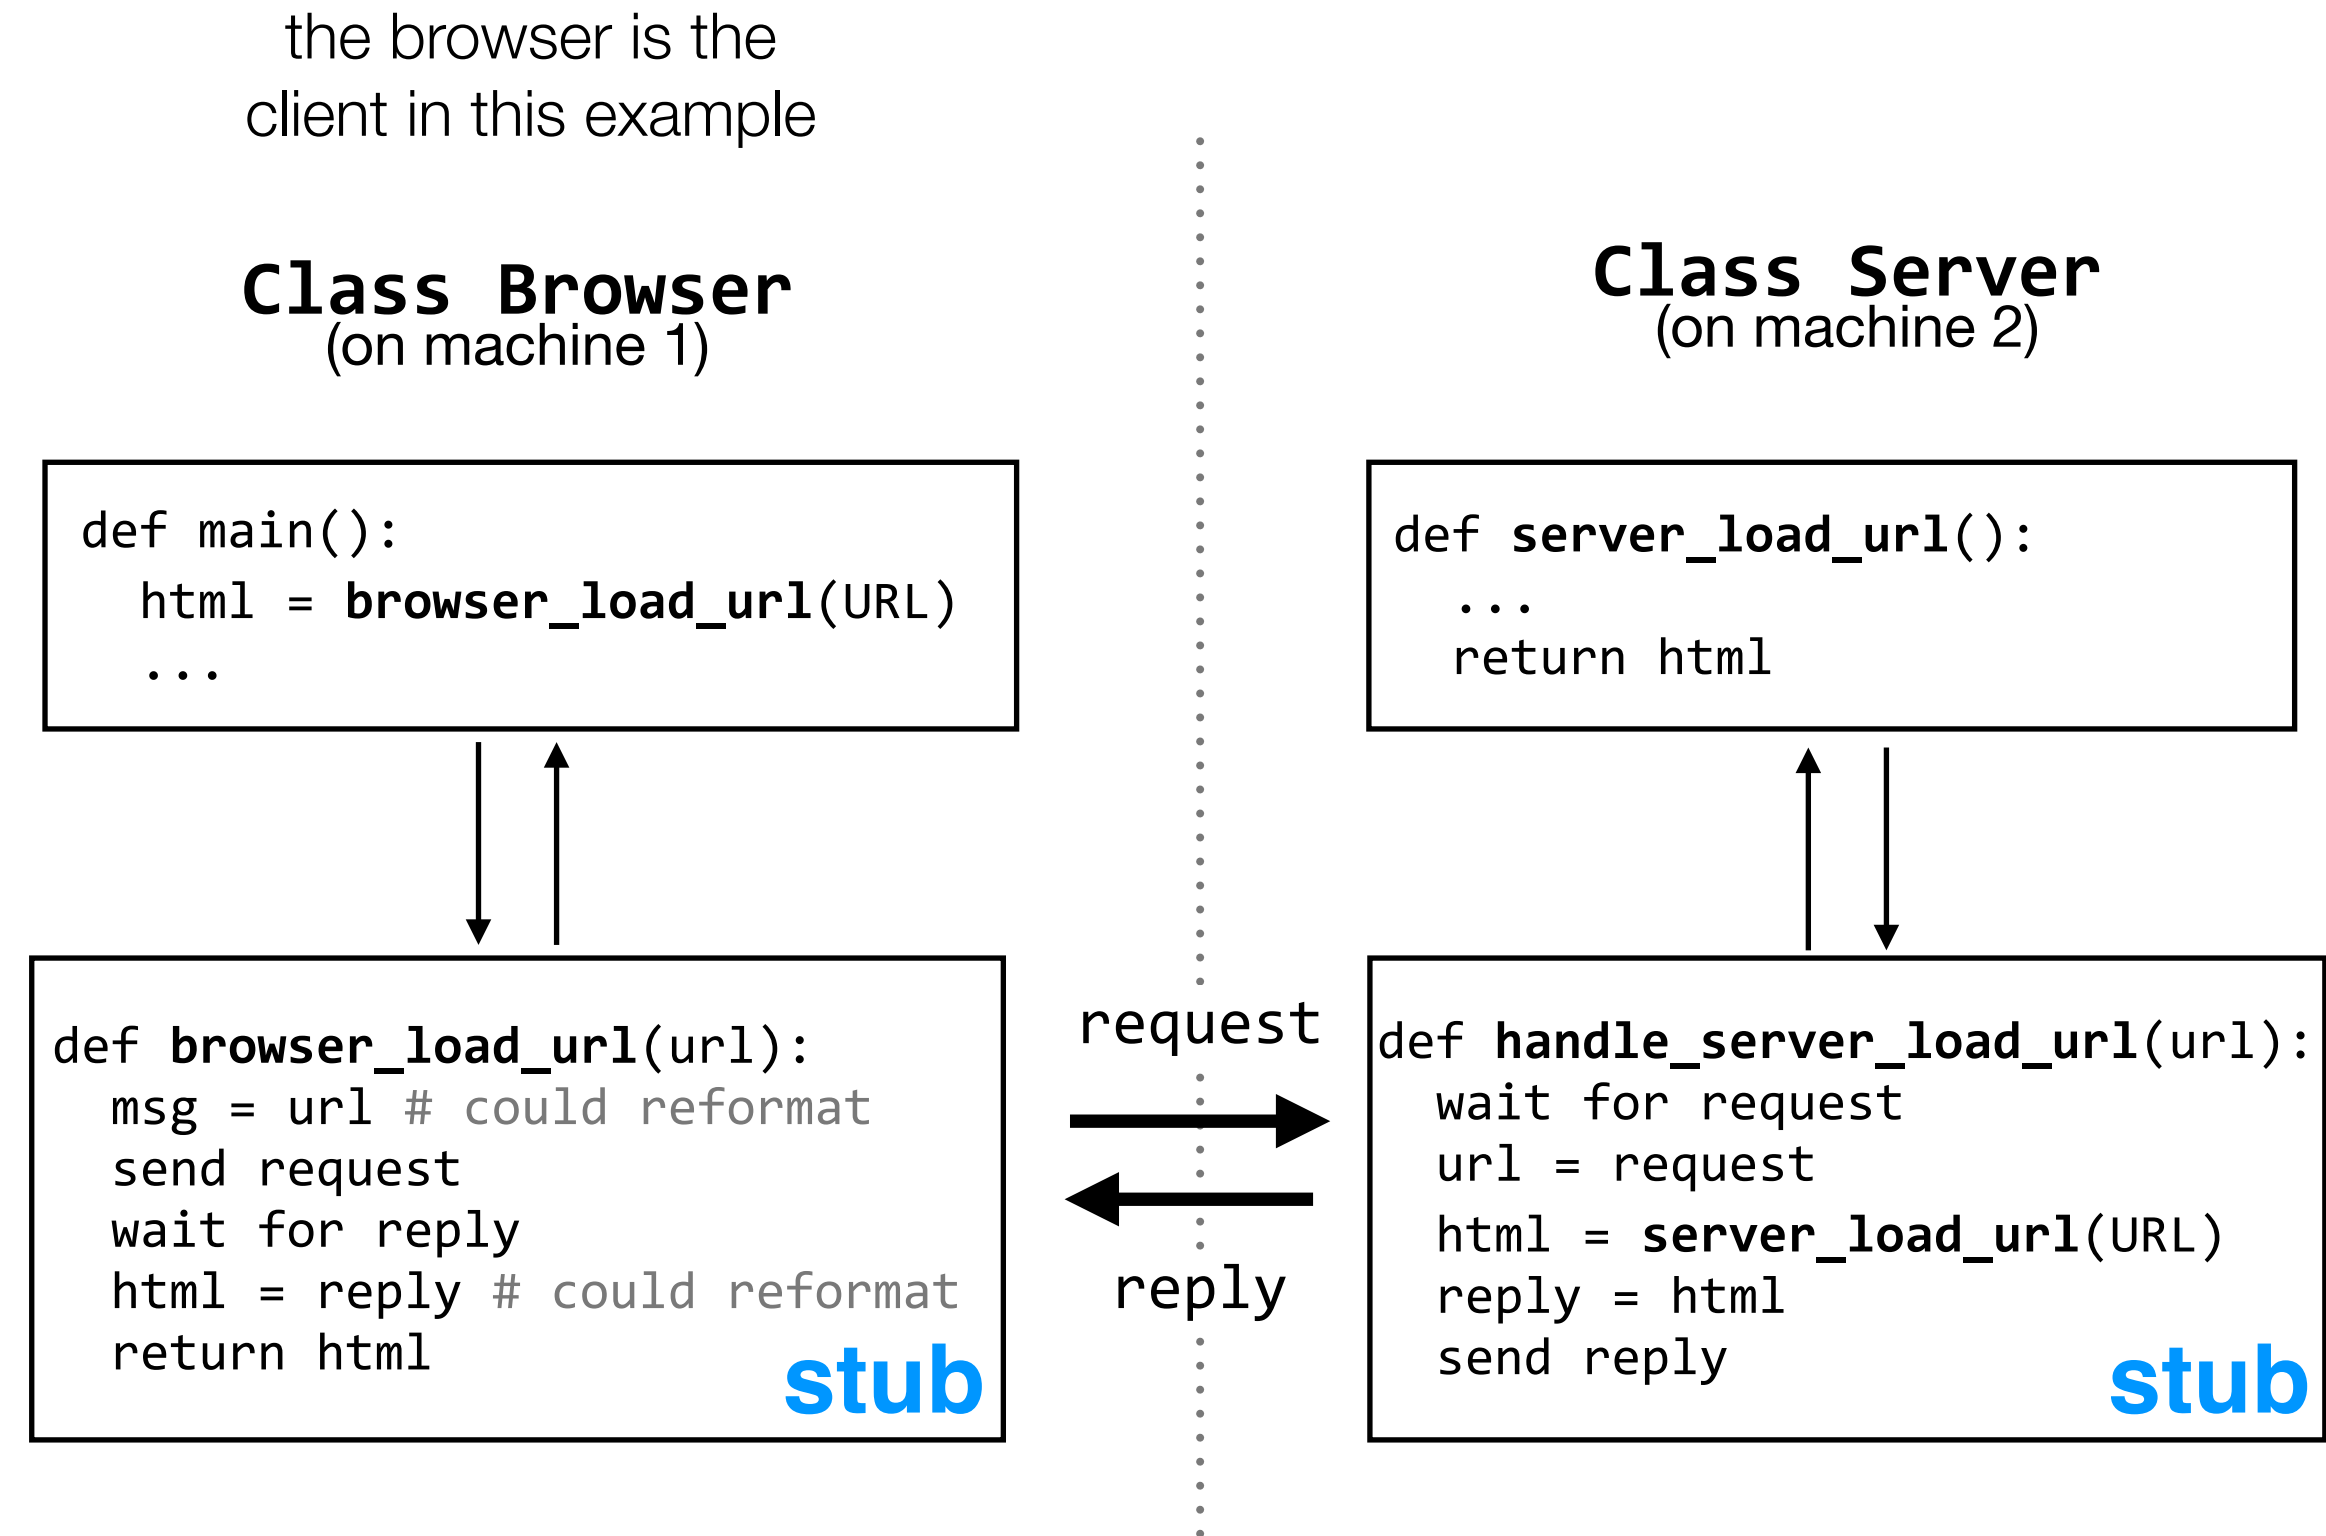 the browser is the
client in this example
Class Browser
(on machine 1)
def main():
  html = browser_load_url(URL)
  ...
def browser_load_url(url):
  msg = url # could reformat
  send request
  wait for reply
  html = reply # could reformat
  return html
stub
request
reply
Class Server
(on machine 2)
def server_load_url():
  ...
  return html
def handle_server_load_url(url):
  wait for request
  url = request
  html = server_load_url(URL)
  reply = html
  send reply
stub